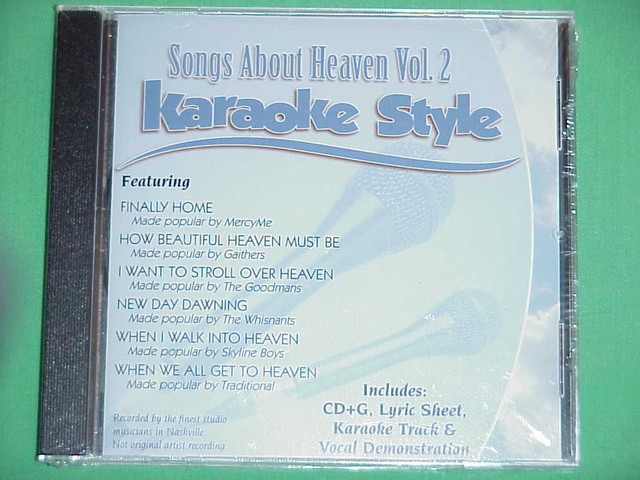 Songs About Heaven Vol. 2
Karaoke Style
Featuring
FINALLY HOME
Made popular by MercyMe
HOW BEAUTIFUL HEAVEN MUST BE
Made popular by Gaithers
I WANT TO STROLL OVER HEAVEN
Made popular by The Goodmans
NEW DAY DAWNING
Made popular by The Whisnants
WHEN I WALK INTO HEAVEN
Made popular by Skyline Boys
WHEN WE ALL GET TO HEAVEN
Made popular by Traditional
Recorded by the finest studio
musicians in Nashville.
Not original artist recording
Includes:
CD+G, Lyric Sheet,
Karaoke Track &
Vocal Demonstration